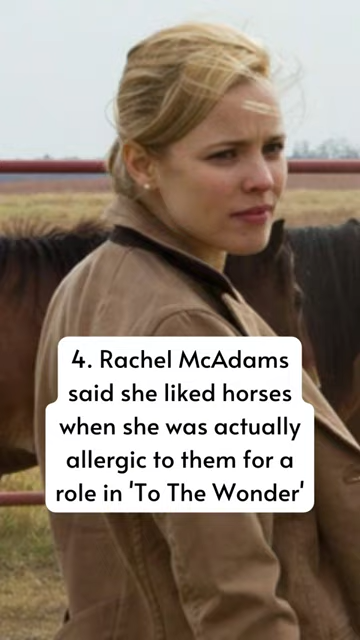 4. Rachel McAdams
said she liked horses
when she was actually
allergic to them for a
role in 'To The Wonder'